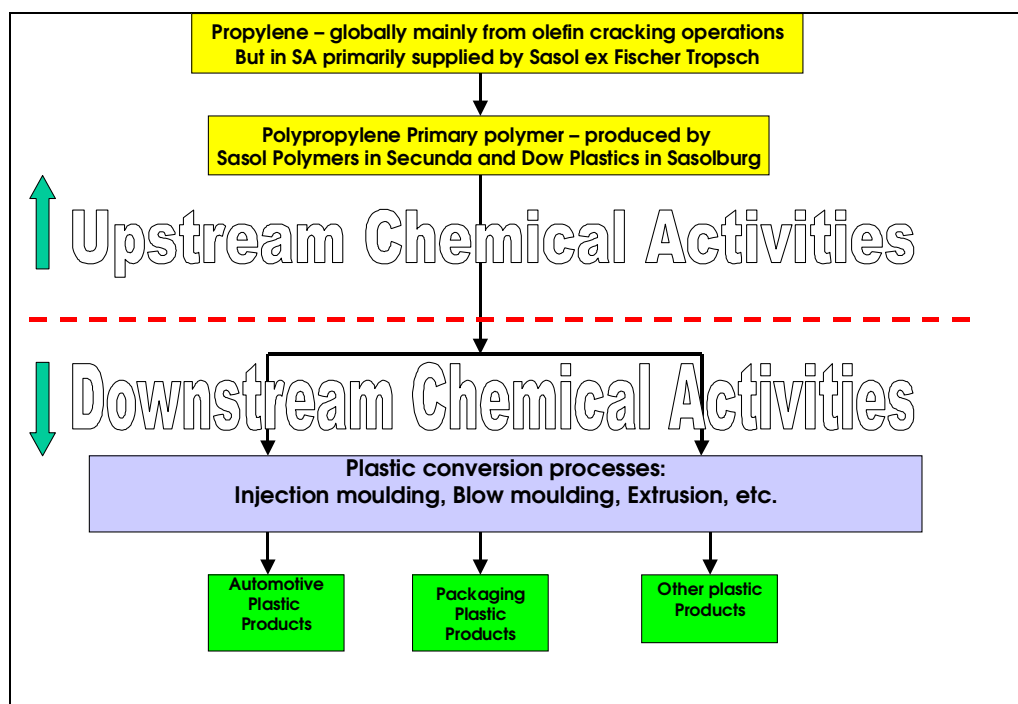 Propylene – globally mainly from olefin cracking operations
But in SA primarily supplied by Sasol ex Fischer Tropsch
Polypropylene Primary polymer – produced by
Sasol Polymers in Secunda and Dow Plastics in Sasolburg
Upstream Chemical Activities
Downstream Chemical Activities
Plastic conversion processes:
Injection moulding, Blow moulding, Extrusion, etc.
Automotive
Plastic
Products
Packaging
Plastic
Products
Other plastic
Products